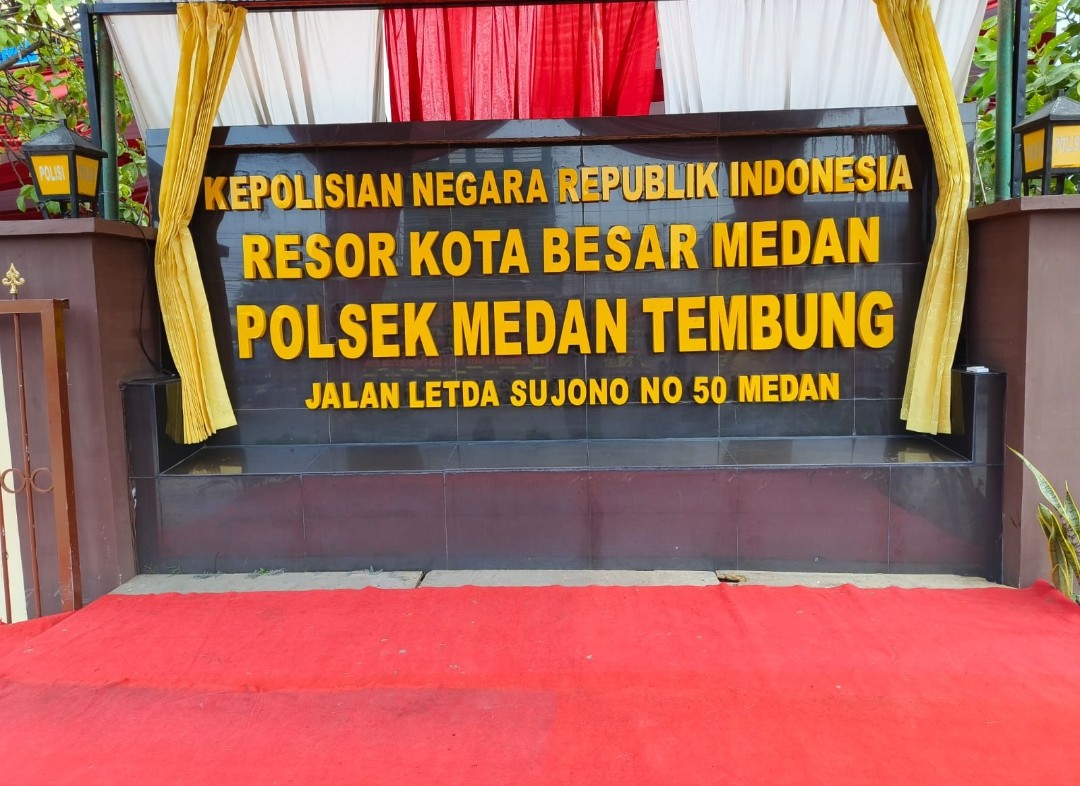 KEPOLISIAN NEGARA REPUBLIK INDONESIA
RESOR KOTA BESAR MEDAN
POLSEK MEDAN TEMBUNG
JALAN LETDA SUJONO NO 50 MEDAN
POLISI